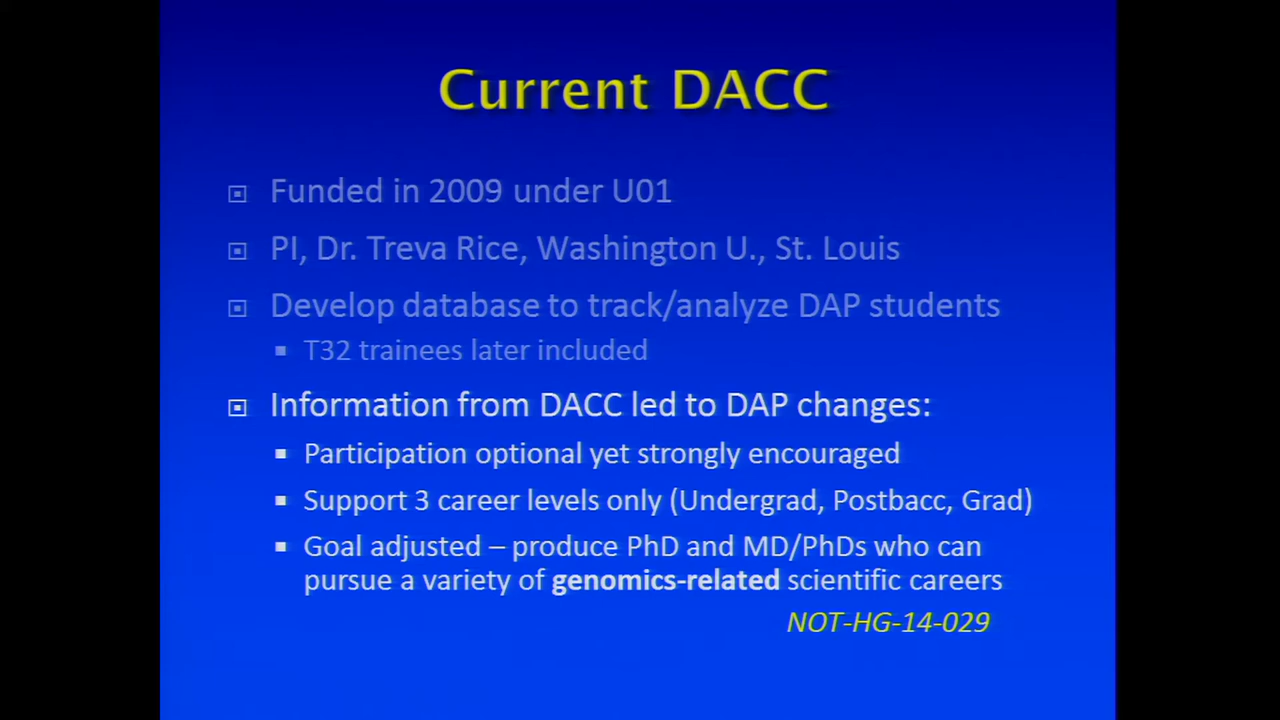 Current DACC
Funded in 2009 under U01
PI, Dr. Treva Rice, Washington U., St. Louis
Develop database to track/analyze DAP students
T32 trainees later included
Information from DACC led to DAP changes:
Participation optional yet strongly encouraged
Support 3 career levels only (Undergrad, Postbacc, Grad)
Goal adjusted – produce PhD and MD/PhDs who can
pursue a variety of genomics-related scientific careers
NOT-HG-14-029